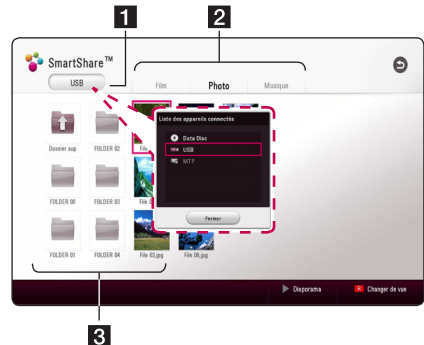 1
2
SmartShare™
USB
Film
Photo
Musique
Liste des appareils connectés
Data Disc
USB
MTP
Fermer
Dossier sup
FOLDER 02
FOLDER 00
FOLDER 03
FOLDER 01
FOLDER 04
File 03.jpg
File 05.jpg
Diaporama
R Changer de vue
3